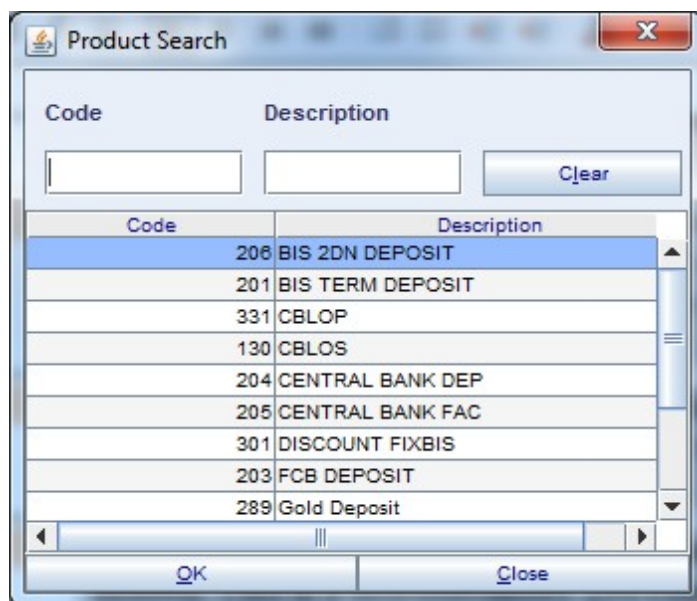 Product Search
Code Description
Clear
Code Description
206 BIS 2DN DEPOSIT
201 BIS TERM DEPOSIT
331 CBLOP
130 CBLOS
204 CENTRAL BANK DEP
205 CENTRAL BANK FAC
301 DISCOUNT FIXBIS
203 FCB DEPOSIT
289 Gold Deposit
OK Close